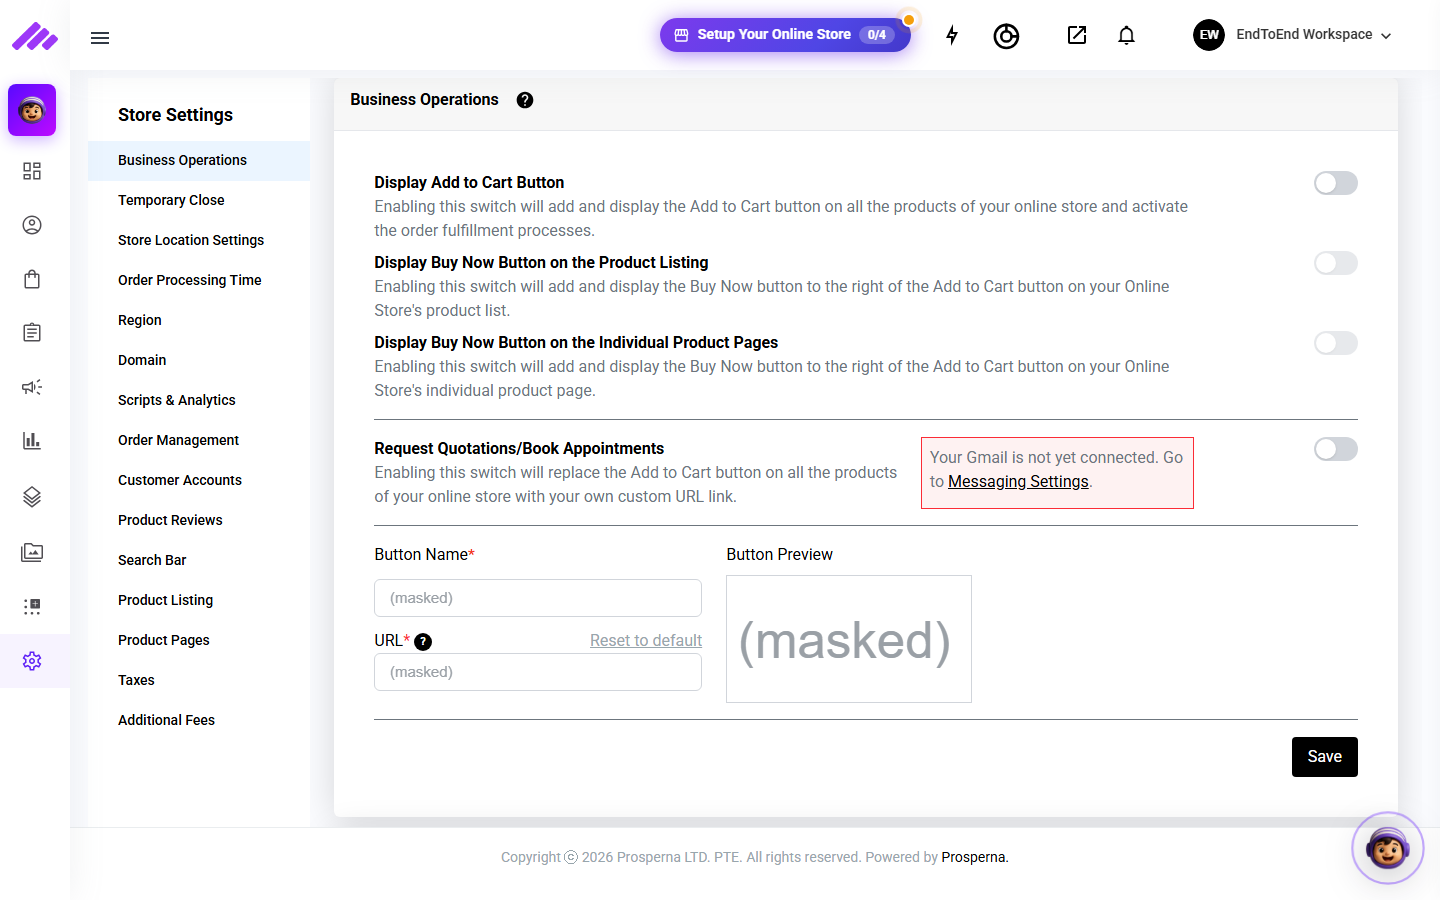 Setup Your Online Store 0/4
EW EndToEnd Workspace
Store Settings
Business Operations
Temporary Close
Store Location Settings
Order Processing Time
Region
Domain
Scripts & Analytics
Order Management
Customer Accounts
Product Reviews
Search Bar
Product Listing
Product Pages
Taxes
Additional Fees
Business Operations ?
Display Add to Cart Button
Enabling this switch will add and display the Add to Cart button on all the products of your online store and activate
the order fulfillment processes.
Display Buy Now Button on the Product Listing
Enabling this switch will add and display the Buy Now button to the right of the Add to Cart button on your Online
Store's product list.
Display Buy Now Button on the Individual Product Pages
Enabling this switch will add and display the Buy Now button to the right of the Add to Cart button on your Online
Store's individual product page.
Request Quotations/Book Appointments
Enabling this switch will replace the Add to Cart button on all the products
of your online store with your own custom URL link.
Your Gmail is not yet connected. Go
to Messaging Settings.
Button Name*
(masked)
URL* ? Reset to default
(masked)
Button Preview
(masked)
Save
Copyright © 2026 Prosperna LTD. PTE. All rights reserved. Powered by Prosperna.